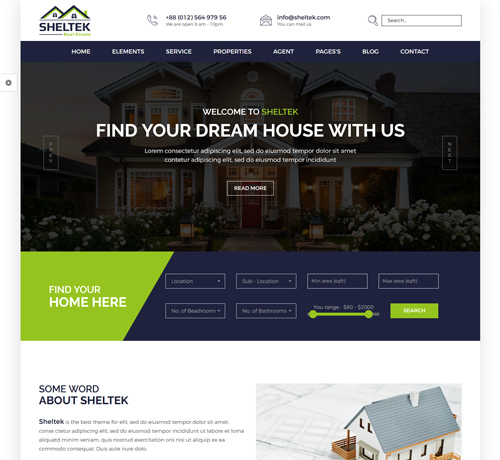 SHELTEK
Real Estate
+88 (012) 564 979 56
We are open 9 am - 10pm
info@sheltek.com
You can mail us
Search..
HOME ELEMENTS SERVICE PROPERTIES AGENT PAGE'S BLOG CONTACT
WELCOME TO SHELTEK
FIND YOUR DREAM HOUSE WITH US
Lorem consectetur adipiscing elit, sed do eiusmod tempor dolor sit amet
contetur adipiscing elit, sed do eiusmod tempor incididunt
PREV
NEXT
READ MORE
FIND YOUR
HOME HERE
Location
Sub - Location
Min area (sqft)
Max area (sqft)
No. of Beadrooms
No. of Bathrooms
You range : $80 - $2000
SEARCH
SOME WORD
ABOUT SHELTEK
Sheltek is the best theme for elit, sed do eiusmod tempor dolor sit amet,
conse ctetur adipiscing elit, sed do eiusmod tempor incididunt ut labore et lorna
aliquatd minim veniam, quis nostrud exercitation oris nisi ut aliquip ex ea
commodo consequat. Duis aute irure dolo.